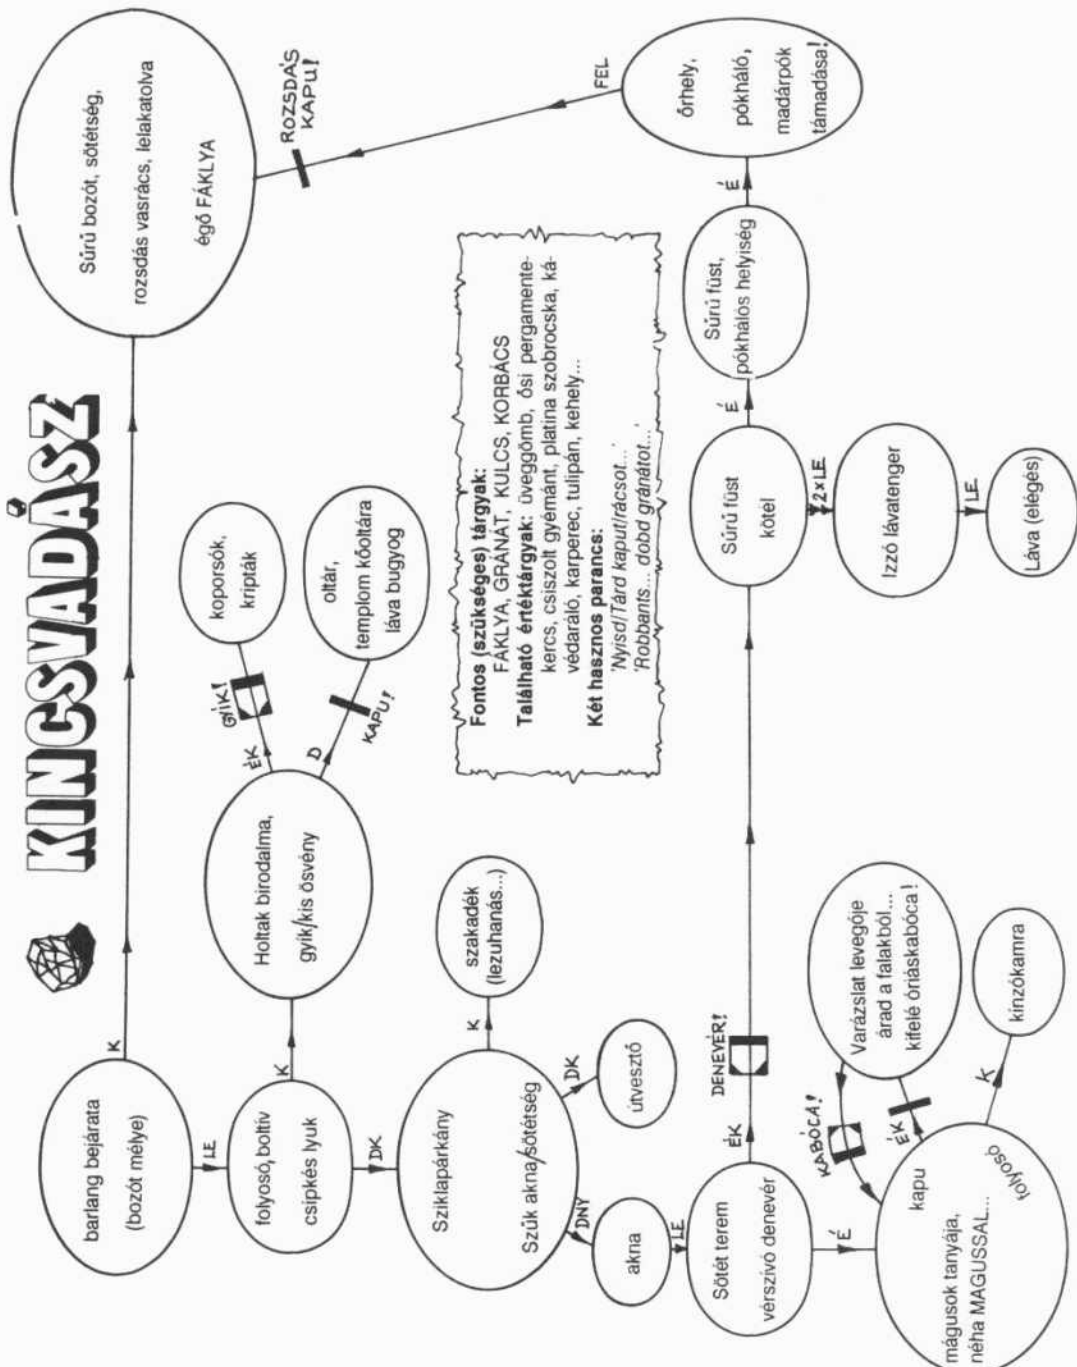 KINCSVADÁSZ
barlang bejárata
(bozót mélye)
K
Sűrű bozót, sötétség,
rozsdás vasrács, lelakatolva
égő FÁKLYA
LE
folyosó, boltív
csipkés lyuk
K
Holtak birodalma,
gyík/kis ösvény
ÉK
GYÍK!
koporsók,
kripták
D
KAPU!
oltár,
templom kőoltára
láva bugyog
DK
Sziklapárkány
Szűk akna/sötétség
K
szakadék
(lezuhanás...)
DK
útvesztő
DNY
akna
LE
Sötét terem
vérszívó denevér
ÉK
DENEVÉR!
Sűrű füst
kötél
É
Sűrű füst,
pókhálós helyiség
É
őrhely,
pókháló,
madárpók
támadása!
FEL
ROZSDÁS
KAPU!
2×LE
Izzó lávatenger
LE
Láva (elégés)
É
kapu
mágusok tanyája,
néha MAGUSSAL...
folyosó
ÉK
KABÓCA!
Varázslat levegője
árad a falakból...
kifelé óriáskabóca!
K
kinzókamra
Fontos (szükséges) tárgyak:
FÁKLYA, GRÁNÁT, KULCS, KORBÁCS
Található értéktárgyak: üveggömb, ősi pergamente-
kercs, csiszolt gyémánt, platina szobrocska, ká-
védaráló, karperec, tulipán, kehely...
Két hasznos parancs:
'Nyisd/Tárd kaput/rácsot...'
'Robbants... dobd gránátot...'